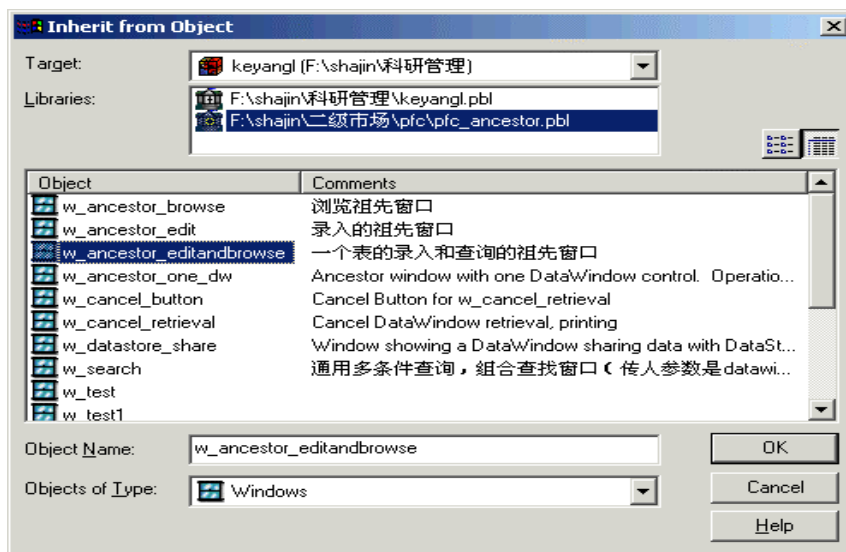 Inherit from Object
Target: keyangl (F:\shajin\科研管理)
Libraries: F:\shajin\科研管理\keyangl.pbl
F:\shajin\二级市场\pfc\pfc_ancestor.pbl
Object Comments
w_ancestor_browse 浏览祖先窗口
w_ancestor_edit 录入的祖先窗口
w_ancestor_editandbrowse 一个表的录入和查询的祖先窗口
w_ancestor_one_dw Ancestor window with one DataWindow control. Operatio...
w_cancel_button Cancel Button for w_cancel_retrieval
w_cancel_retrieval Cancel DataWindow retrieval, printing
w_datastore_share Window showing a DataWindow sharing data with DataSt...
w_search 通用多条件查询，组合查找窗口（传人参数是datawi...
w_test
w_test1
Object Name: w_ancestor_editandbrowse OK
Objects of Type: Windows Cancel
Help